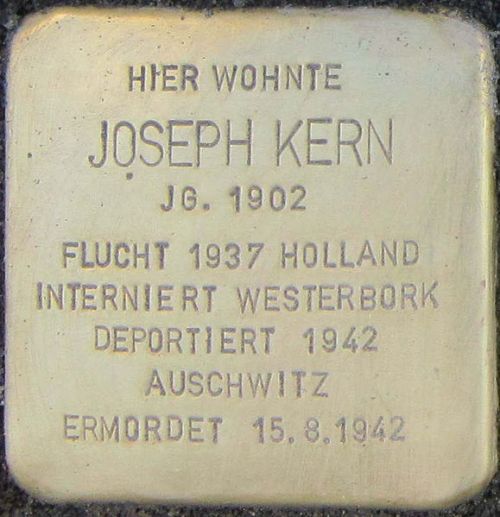 HIER WOHNTE
JOSEPH KERN
JG. 1902
FLUCHT 1937 HOLLAND
INTERNIERT WESTERBORK
DEPORTIERT 1942
AUSCHWITZ
ERMORDET 15.8.1942